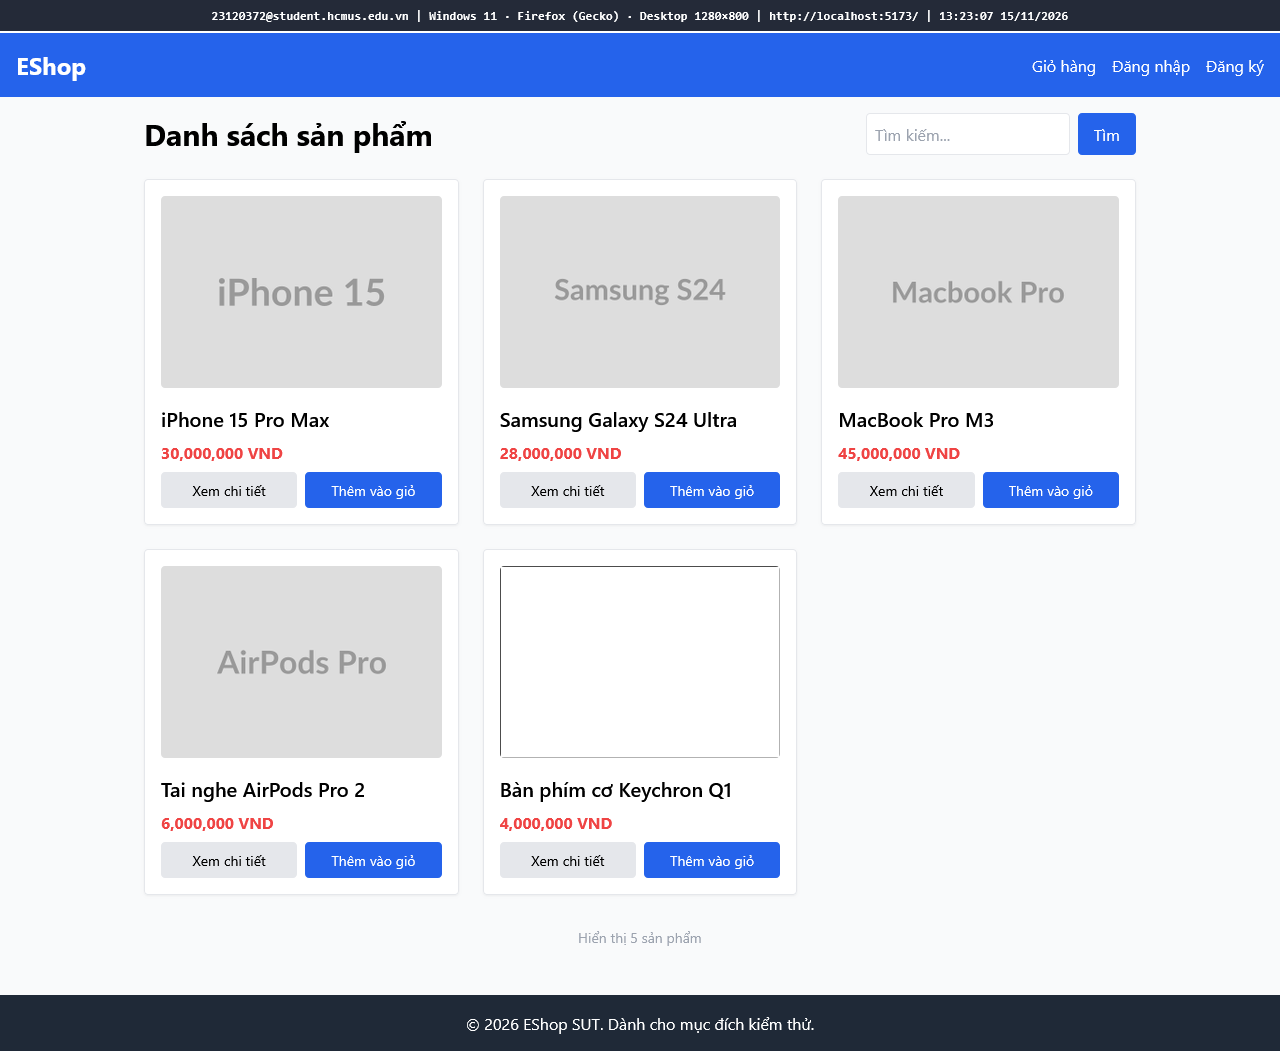 23120372@student.hcmus.edu.vn | Windows 11 · Firefox (Gecko) · Desktop 1280×800 | http://localhost:5173/ | 13:23:07 15/11/2026
EShop
Giỏ hàng Đăng nhập Đăng ký
Danh sách sản phẩm
Tìm kiếm...
Tìm
iPhone 15
Samsung S24
Macbook Pro
iPhone 15 Pro Max
30,000,000 VND
Xem chi tiết
Thêm vào giỏ
Samsung Galaxy S24 Ultra
28,000,000 VND
Xem chi tiết
Thêm vào giỏ
MacBook Pro M3
45,000,000 VND
Xem chi tiết
Thêm vào giỏ
AirPods Pro
Tai nghe AirPods Pro 2
6,000,000 VND
Xem chi tiết
Thêm vào giỏ
Bàn phím cơ Keychron Q1
4,000,000 VND
Xem chi tiết
Thêm vào giỏ
Hiển thị 5 sản phẩm
© 2026 EShop SUT. Dành cho mục đích kiểm thử.